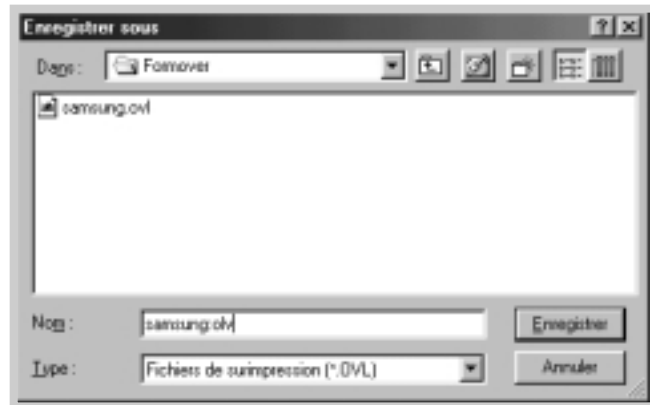 Enregistrer sous
Dans : Formover
samsung.ovl
Nom : samsung:olv Enregistrer
Type : Fichiers de surimpression (*.OVL) Annuler